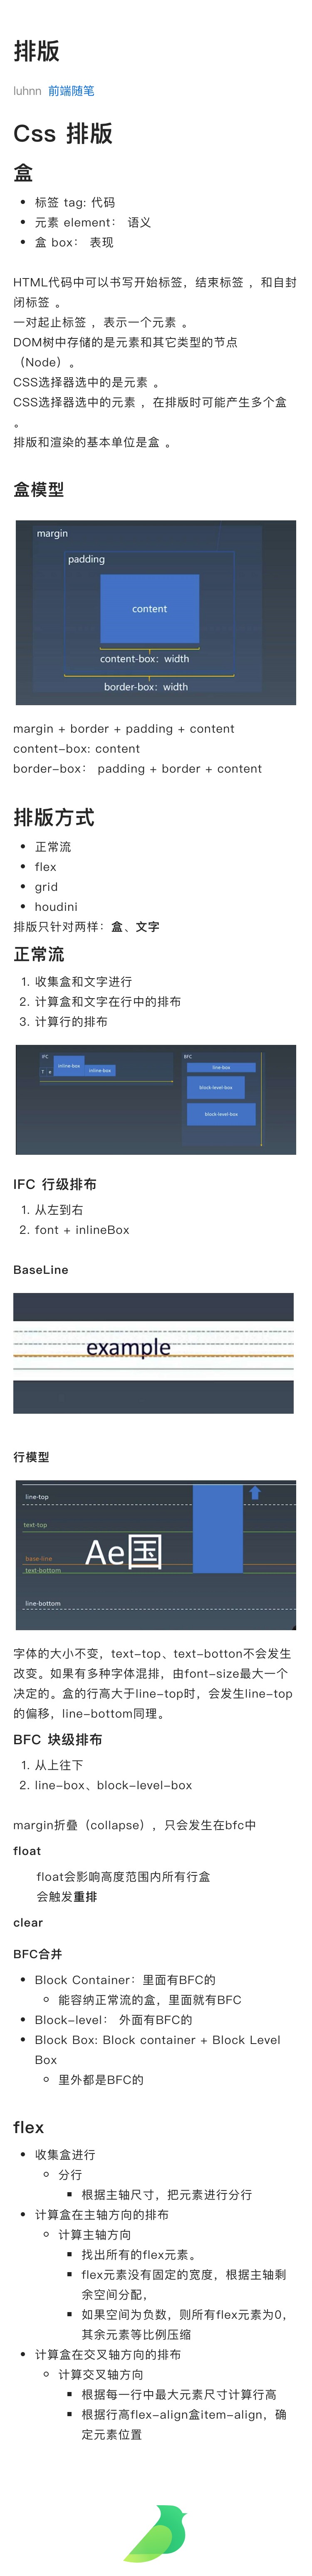 排版
luhnn 前端随笔
Css 排版
盒
• 标签 tag: 代码
• 元素 element： 语义
• 盒 box： 表现
HTML代码中可以书写开始标签，结束标签 ，和自封
闭标签 。
一对起止标签 ，表示一个元素 。
DOM树中存储的是元素和其它类型的节点
（Node）。
CSS选择器选中的是元素 。
CSS选择器选中的元素 ，在排版时可能产生多个盒
。
排版和渲染的基本单位是盒 。
盒模型
margin
padding
content
content-box：width
border-box：width
margin + border + padding + content
content-box: content
border-box： padding + border + content
排版方式
• 正常流
• flex
• grid
• houdini
排版只针对两样：盒、文字
正常流
1. 收集盒和文字进行
2. 计算盒和文字在行中的排布
3. 计算行的排布
IFC
T e
inline-box
inline-box
BFC
line-box
block-level-box
block-level-box
IFC 行级排布
1. 从左到右
2. font + inlineBox
BaseLine
example
行模型
line-top
text-top
Ae国
base-line
text-bottom
line-bottom
字体的大小不变，text-top、text-botton不会发生
改变。如果有多种字体混排，由font-size最大一个
决定的。盒的行高大于line-top时，会发生line-top
的偏移，line-bottom同理。
BFC 块级排布
1. 从上往下
2. line-box、block-level-box
margin折叠（collapse），只会发生在bfc中
float
float会影响高度范围内所有行盒
会触发重排
clear
BFC合并
• Block Container：里面有BFC的
◦ 能容纳正常流的盒，里面就有BFC
• Block-level： 外面有BFC的
• Block Box: Block container + Block Level
Box
◦ 里外都是BFC的
flex
• 收集盒进行
◦ 分行
▪ 根据主轴尺寸，把元素进行分行
• 计算盒在主轴方向的排布
◦ 计算主轴方向
▪ 找出所有的flex元素。
▪ flex元素没有固定的宽度，根据主轴剩
余空间分配，
▪ 如果空间为负数，则所有flex元素为0，
其余元素等比例压缩
• 计算盒在交叉轴方向的排布
◦ 计算交叉轴方向
▪ 根据每一行中最大元素尺寸计算行高
▪ 根据行高flex-align盒item-align，确
定元素位置